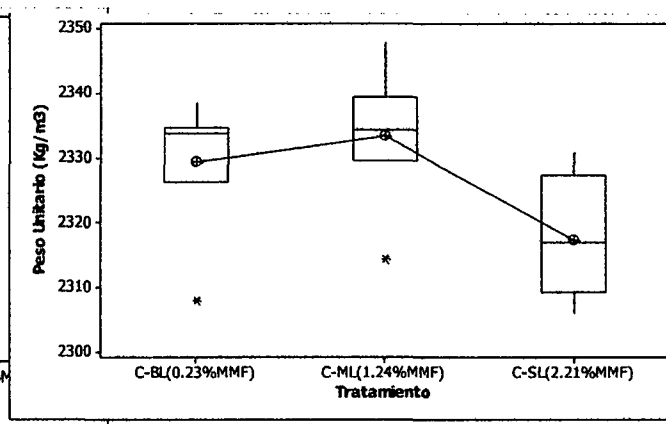 2350
2340
2330
2320
2310
2300
Peso Unitario (Kg/m3)
C-BL(0.23%MMF) C-ML(1.24%MMF) C-SL(2.21%MMF)
Tratamiento